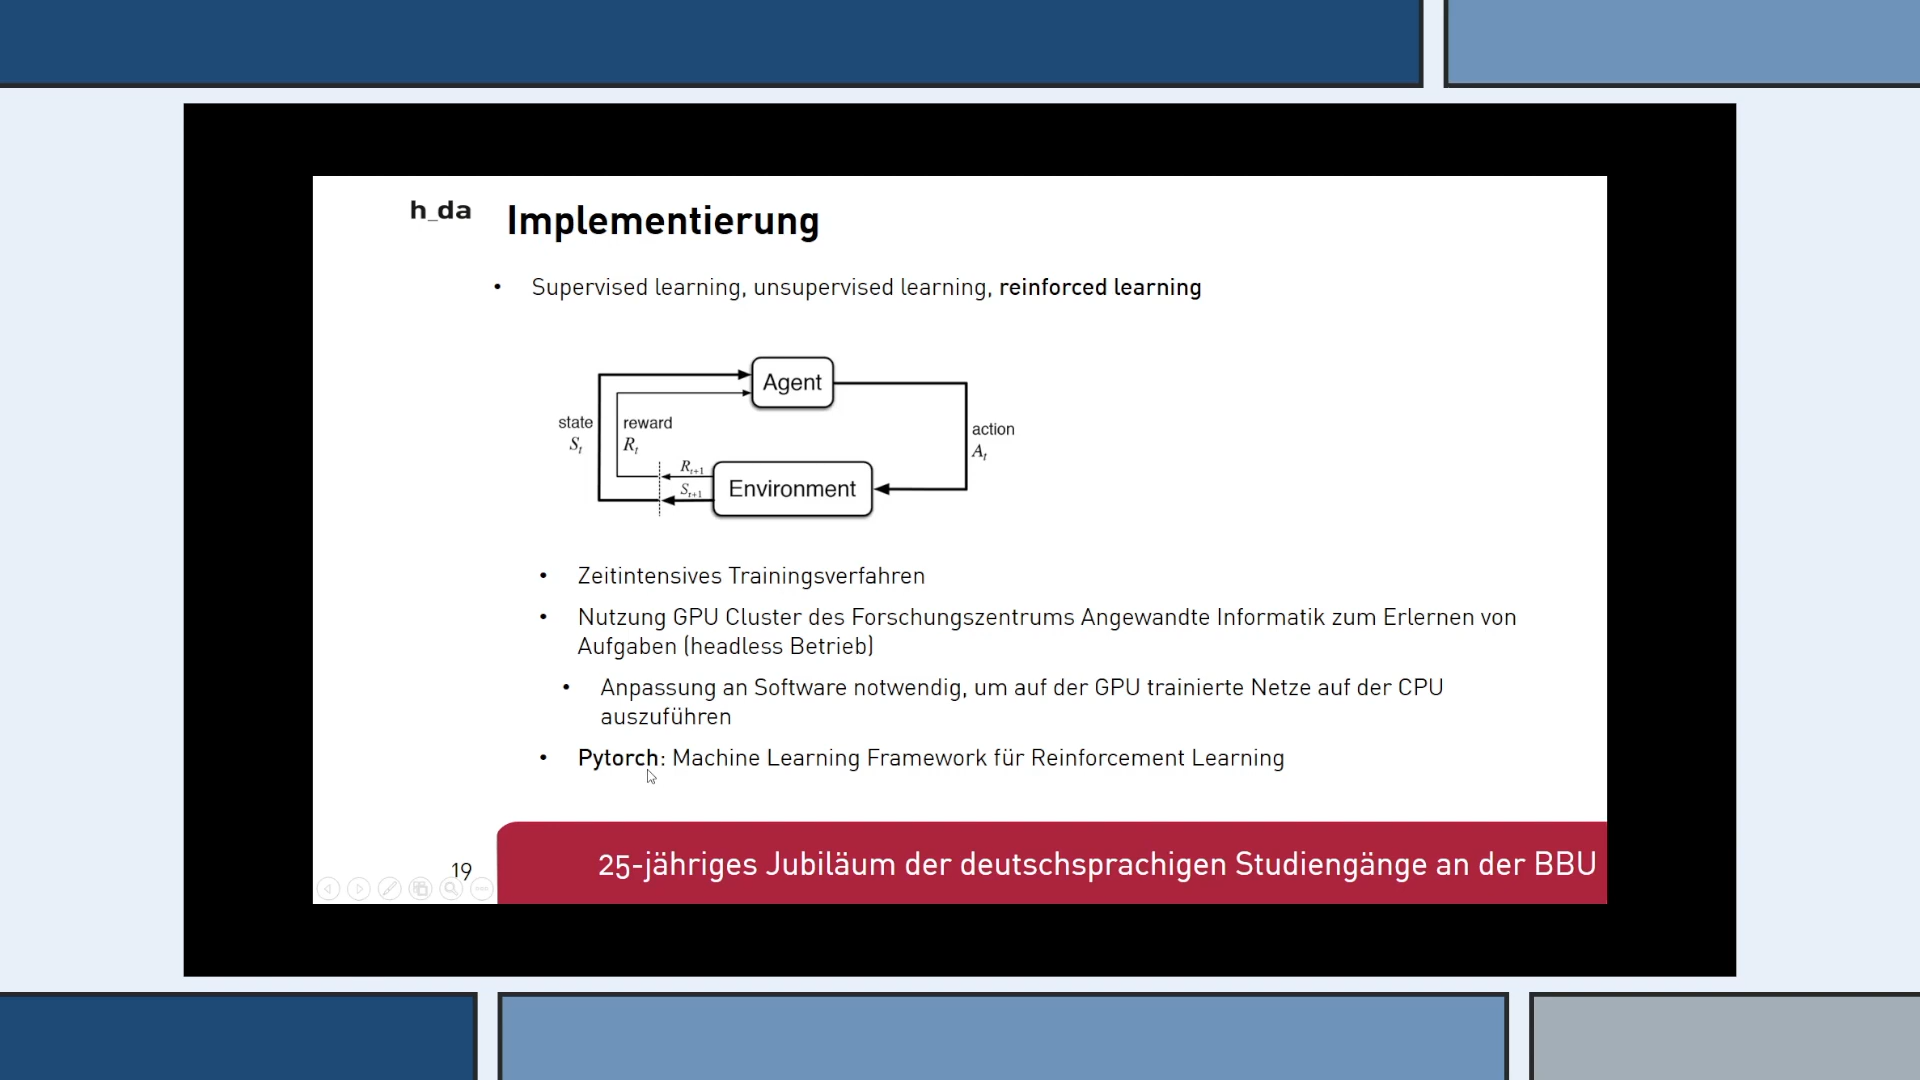 h_da
Implementierung
• Supervised learning, unsupervised learning, reinforced learning
Agent
state
S_t
reward
R_t
action
A_t
R_{t+1}
S_{t+1}
Environment
• Zeitintensives Trainingsverfahren
• Nutzung GPU Cluster des Forschungszentrums Angewandte Informatik zum Erlernen von
Aufgaben (headless Betrieb)
• Anpassung an Software notwendig, um auf der GPU trainierte Netze auf der CPU
auszuführen
• Pytorch: Machine Learning Framework für Reinforcement Learning
19
25-jähriges Jubiläum der deutschsprachigen Studiengänge an der BBU